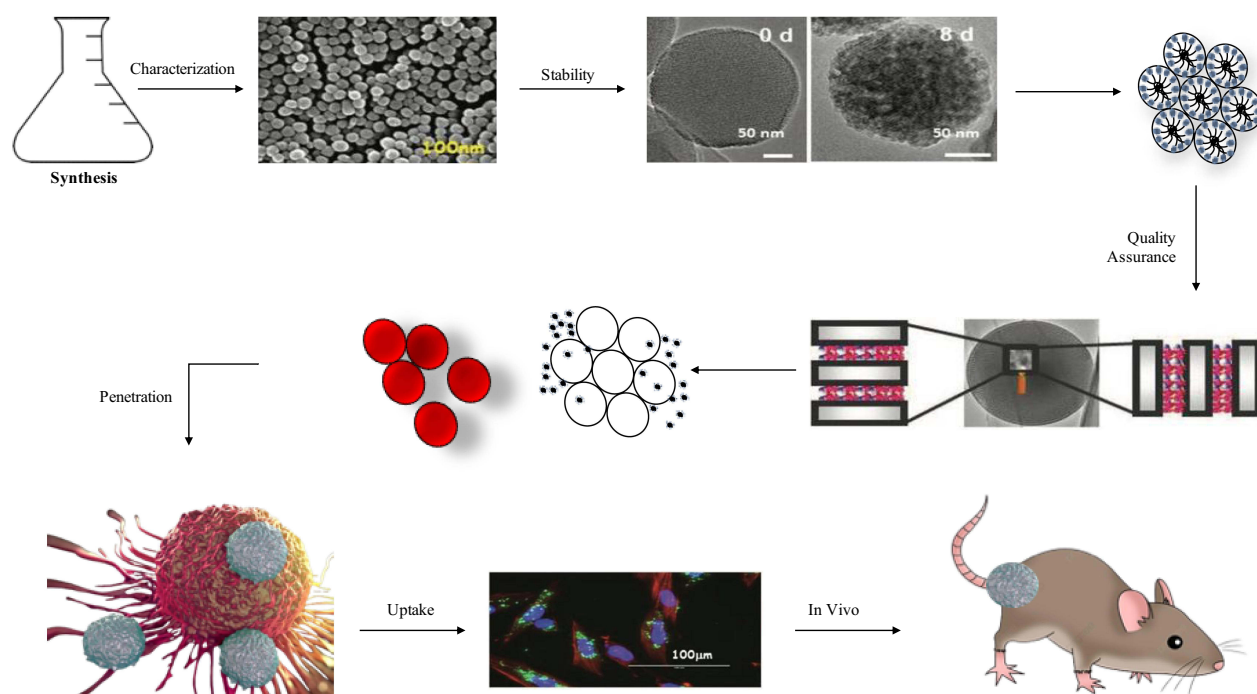 Characterization
100nm
Stability
0 d
50 nm
8 d
50 nm
Synthesis
Quality
Assurance
Penetration
Uptake
100μm
In Vivo